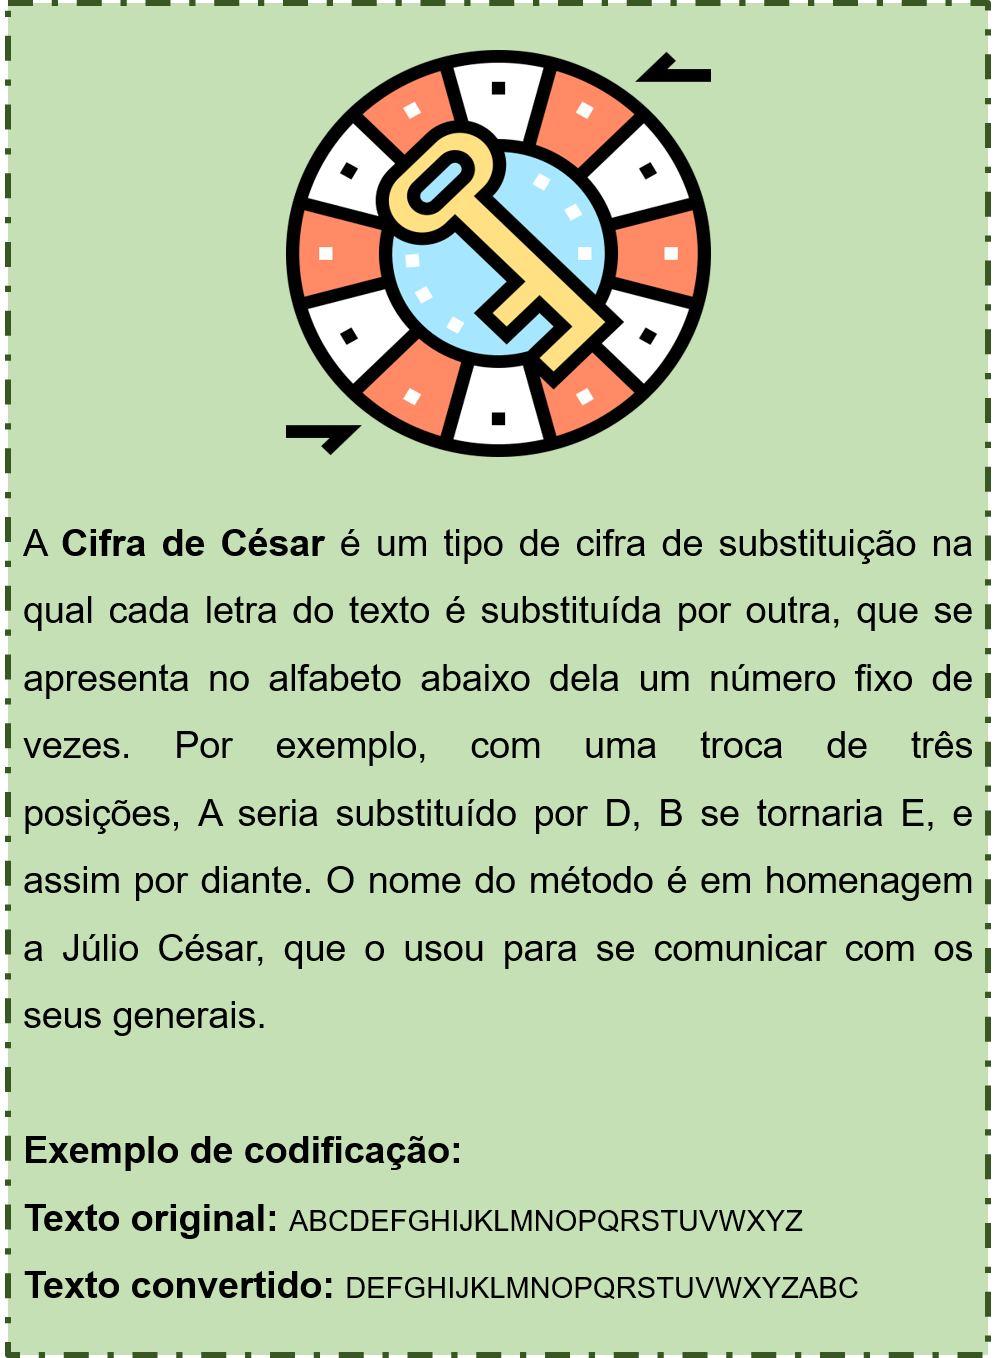 A Cifra de César é um tipo de cifra de substituição na
qual cada letra do texto é substituída por outra, que se
apresenta no alfabeto abaixo dela um número fixo de
vezes. Por exemplo, com uma troca de três
posições, A seria substituído por D, B se tornaria E, e
assim por diante. O nome do método é em homenagem
a Júlio César, que o usou para se comunicar com os
seus generais.
Exemplo de codificação:
Texto original: ABCDEFGHIJKLMNOPQRSTUVWXYZ
Texto convertido: DEFGHIJKLMNOPQRSTUVWXYZABC